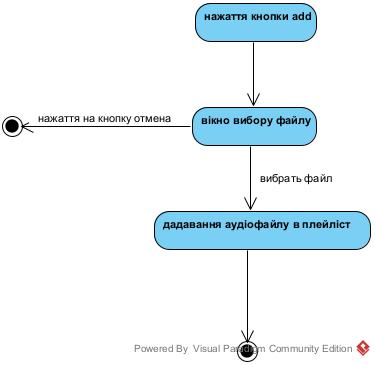 нажаття кнопки add
вікно вибору файлу
нажаття на кнопку отмена
вибрать файл
дадавання аудіофайлу в плейліст
Powered By Visual Paradigm Community Edition